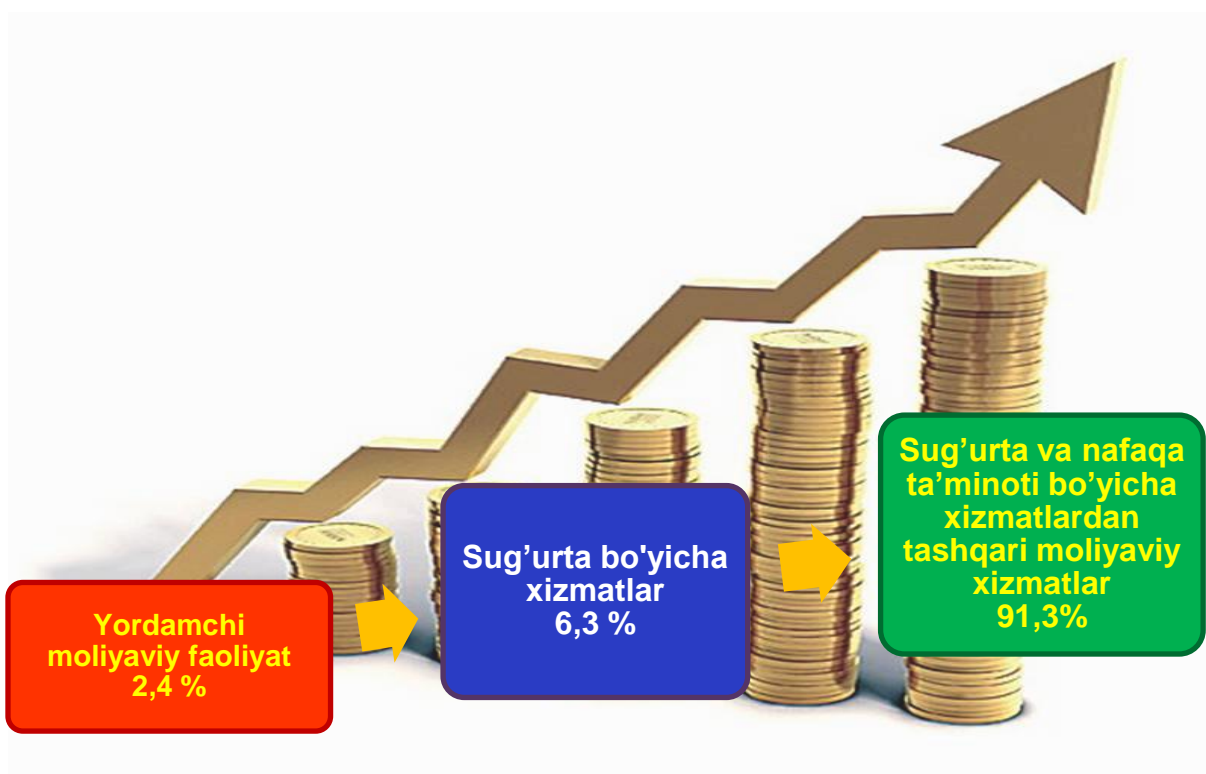 Yordamchi
moliyaviy faoliyat
2,4 %
Sug’urta bo'yicha
xizmatlar
6,3 %
Sug’urta va nafaqa
ta’minoti bo’yicha
xizmatlardan
tashqari moliyaviy
xizmatlar
91,3%